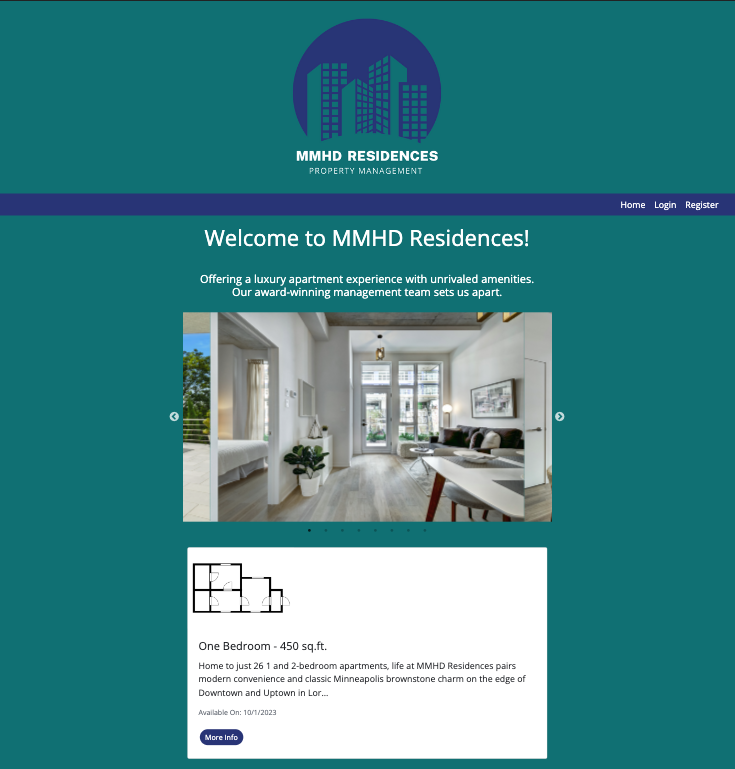 MMHD RESIDENCES
PROPERTY MANAGEMENT
Home Login Register
Welcome to MMHD Residences!
Offering a luxury apartment experience with unrivaled amenities.
Our award-winning management team sets us apart.
One Bedroom - 450 sq.ft.
Home to just 26 1 and 2-bedroom apartments, life at MMHD Residences pairs
modern convenience and classic Minneapolis brownstone charm on the edge of
Downtown and Uptown in Lor...
Available On: 10/1/2023
More Info